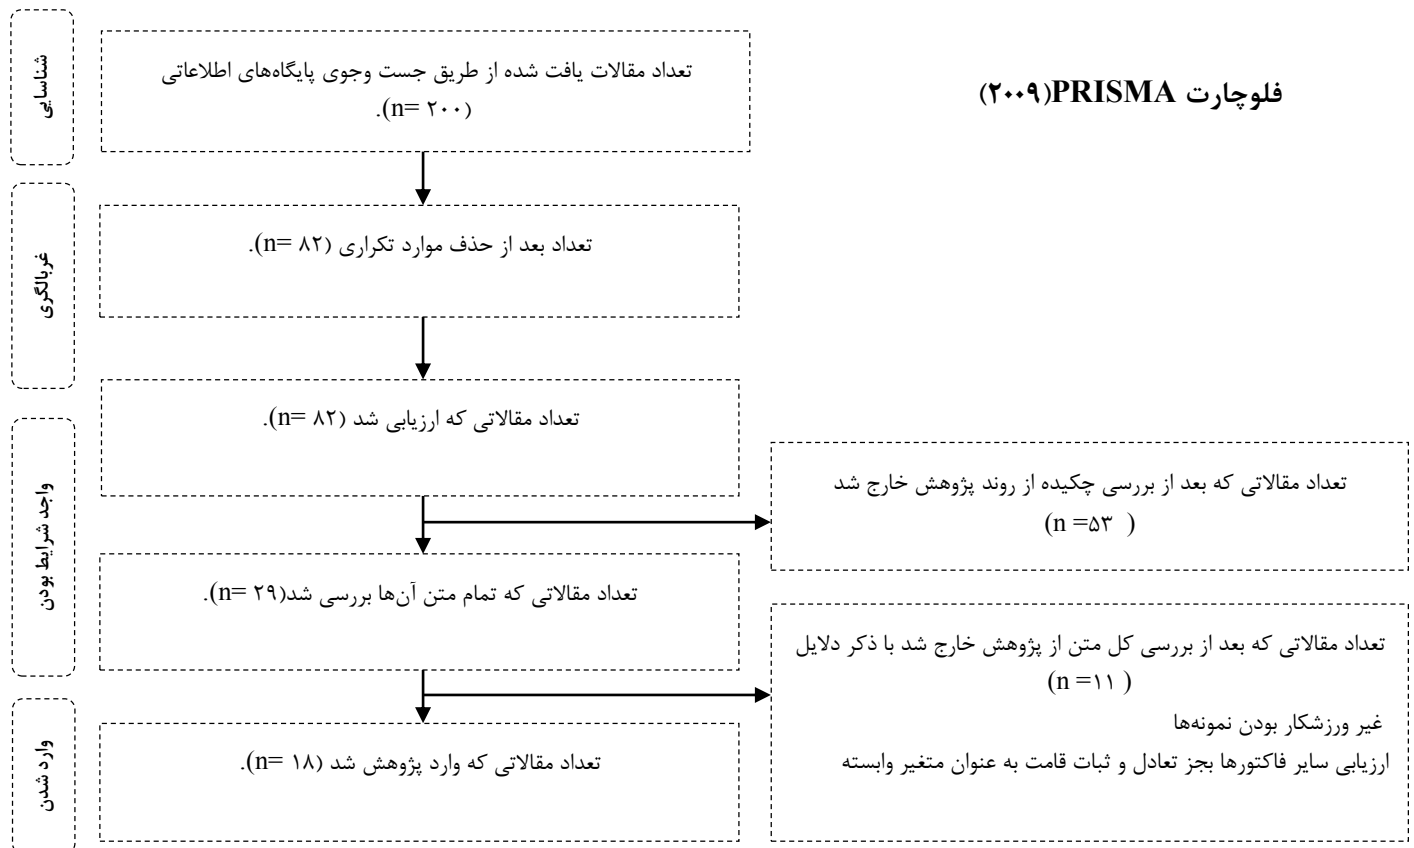 فلوچارت PRISMA(۲۰۰۹)
شناسایی
تعداد مقالات یافت شده از طریق جست وجوی پایگاه‌های اطلاعاتی
(n= ۲۰۰).
غربالگری
تعداد بعد از حذف موارد تکراری (n= ۸۲).
تعداد مقالاتی که ارزیابی شد (n= ۸۲).
واجد شرایط بودن
تعداد مقالاتی که بعد از بررسی چکیده از روند پژوهش خارج شد
(n =۵۳ )
تعداد مقالاتی که تمام متن آن‌ها بررسی شد(n= ۲۹).
تعداد مقالاتی که بعد از بررسی کل متن از پژوهش خارج شد با ذکر دلایل
(n =۱۱ )
غیر ورزشکار بودن نمونه‌ها
ارزیابی سایر فاکتورها بجز تعادل و ثبات قامت به عنوان متغیر وابسته
وارد شدن
تعداد مقالاتی که وارد پژوهش شد (n= ۱۸).